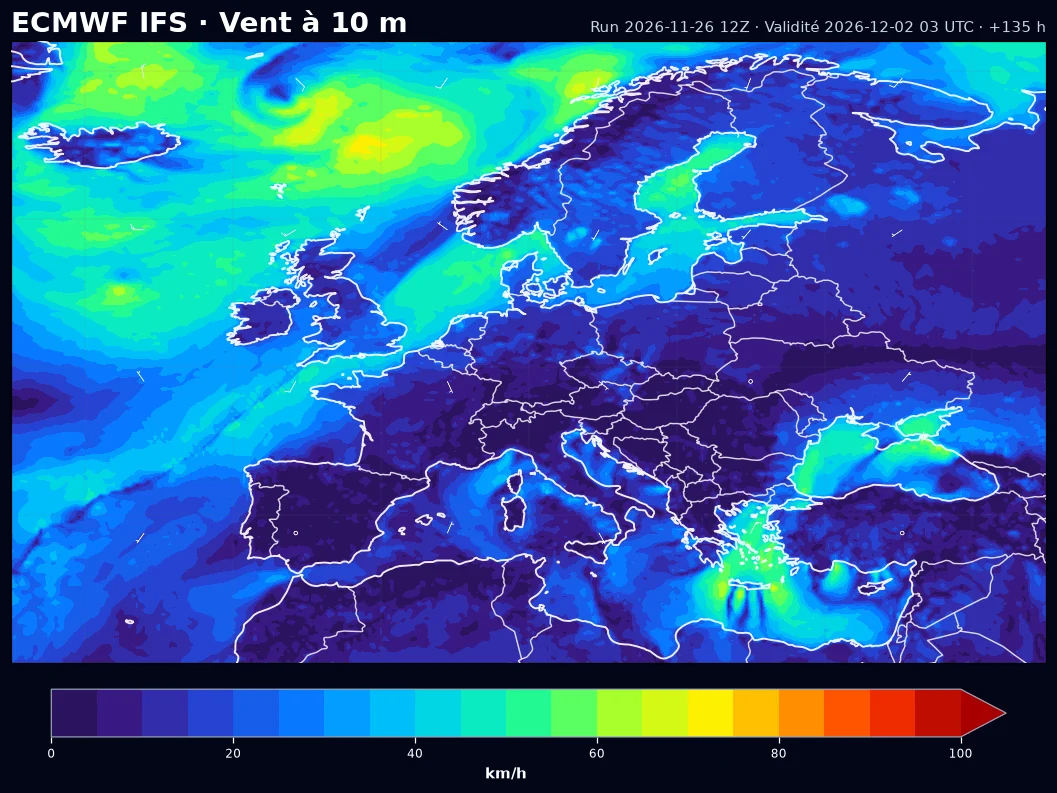 ECMWF IFS · Vent à 10 m
Run 2026-11-26 12Z · Validité 2026-12-02 03 UTC · +135 h
0 20 40 60 80 100
km/h